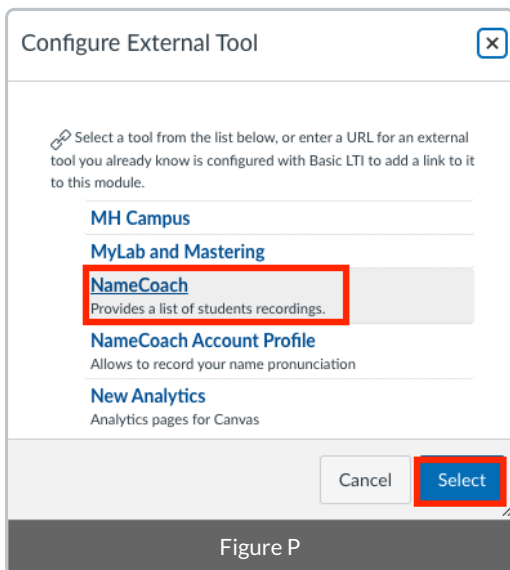 Configure External Tool
Select a tool from the list below, or enter a URL for an external
tool you already know is configured with Basic LTI to add a link to it
to this module.
MH Campus
MyLab and Mastering
NameCoach
Provides a list of students recordings.
NameCoach Account Profile
Allows to record your name pronunciation
New Analytics
Analytics pages for Canvas
Cancel Select
Figure P